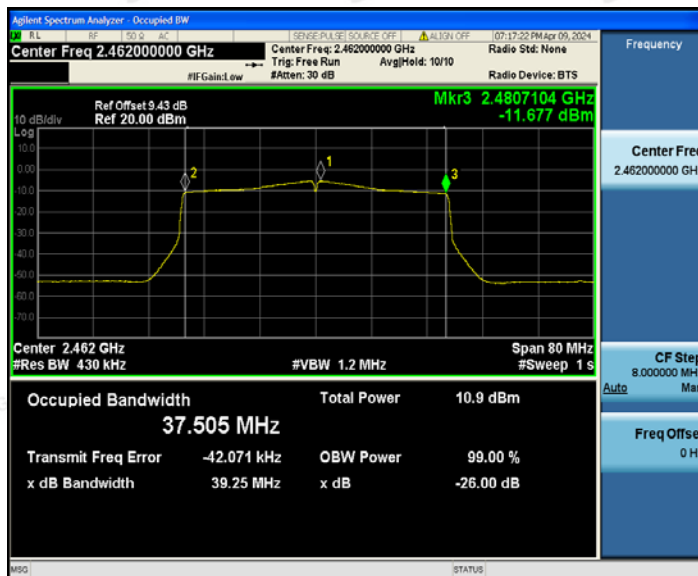 Agilent Spectrum Analyzer - Occupied BW
RL RF 50 Ω AC SENSE:PULSE SOURCE OFF ALIGN OFF 07:17:22 PM Apr 09, 2024
Center Freq 2.462000000 GHz
Center Freq: 2.462000000 GHz
Radio Std: None
Trig: Free Run Avg|Hold: 10/10
#IFGain:Low #Atten: 30 dB Radio Device: BTS
Frequency
Ref Offset 9.43 dB
10 dB/div Ref 20.00 dBm
Mkr3 2.4807104 GHz
-11.677 dBm
Log
10.0
0.00
-10.0
-20.0
-30.0
-40.0
-50.0
-60.0
-70.0
2
1
3
Center 2.462 GHz Span 80 MHz
#Res BW 430 kHz #VBW 1.2 MHz #Sweep 1 s
Occupied Bandwidth Total Power 10.9 dBm
37.505 MHz
Transmit Freq Error -42.071 kHz OBW Power 99.00 %
x dB Bandwidth 39.25 MHz x dB -26.00 dB
Center Freq
2.462000000 GH
CF Step
8.000000 MH
Auto Ma
Freq Offse
0 H
MSG STATUS